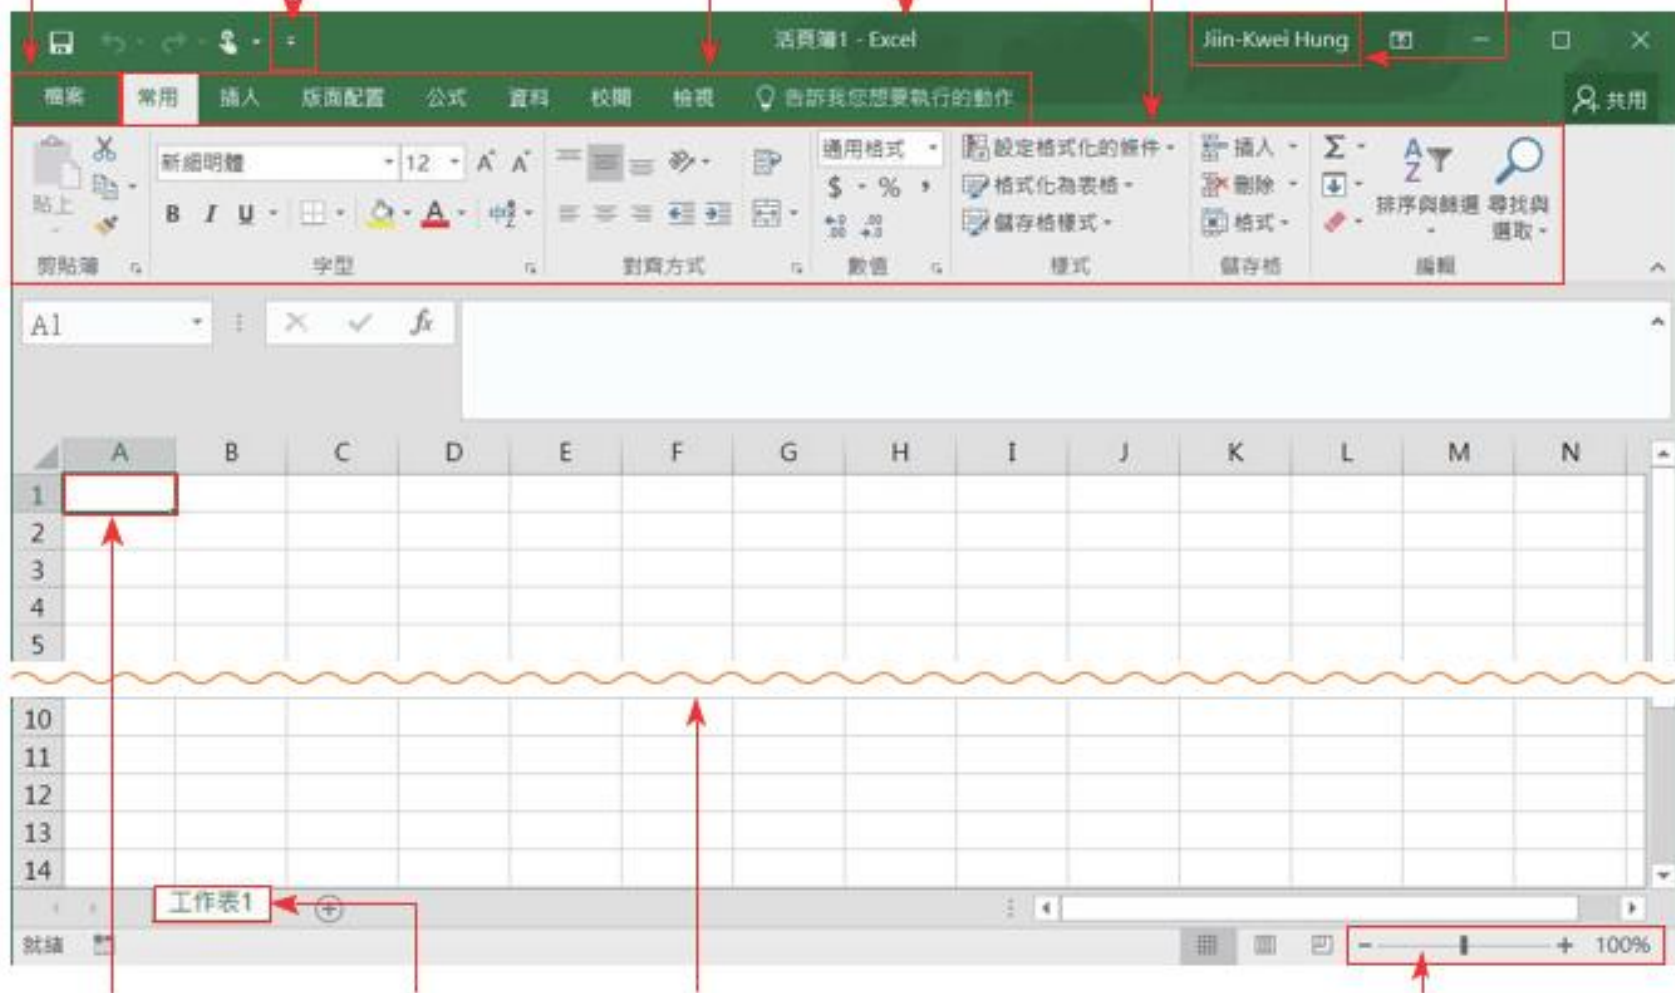 活頁簿1 - Excel
Jiin-Kwei Hung
檔案 常用 插入 版面配置 公式 資料 校閱 檢視 告訴我您想要執行的動作 共用
貼上
新細明體 12
B I U
中
通用格式
$ % ,
.00 .00
設定格式化的條件
格式化為表格
儲存格樣式
插入
刪除
格式
Σ
排序與篩選
尋找與
選取
剪貼簿 字型 對齊方式 數值 樣式 儲存格 編輯
A1 fx
A B C D E F G H I J K L M N
1
2
3
4
5
10
11
12
13
14
工作表1
就緒 100%